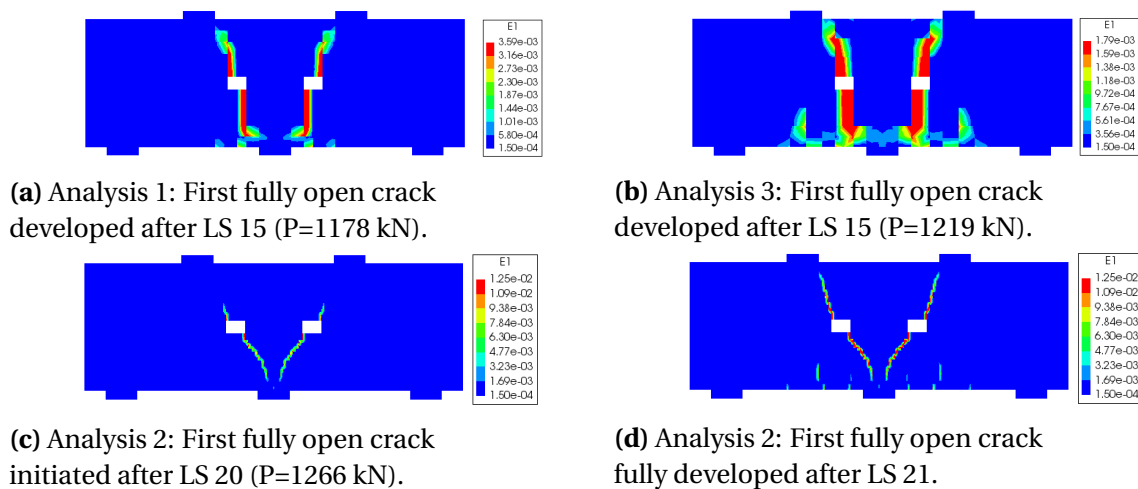 E1
3.59e-03
3.16e-03
2.73e-03
2.30e-03
1.87e-03
1.44e-03
1.01e-03
5.80e-04
1.50e-04
E1
1.79e-03
1.59e-03
1.38e-03
1.18e-03
9.72e-04
7.67e-04
5.61e-04
3.56e-04
1.50e-04
(a) Analysis 1: First fully open crack
developed after LS 15 (P=1178 kN).
(b) Analysis 3: First fully open crack
developed after LS 15 (P=1219 kN).
E1
1.25e-02
1.09e-02
9.38e-03
7.84e-03
6.30e-03
4.77e-03
3.23e-03
1.69e-03
1.50e-04
E1
1.25e-02
1.09e-02
9.38e-03
7.84e-03
6.30e-03
4.77e-03
3.23e-03
1.69e-03
1.50e-04
(c) Analysis 2: First fully open crack
initiated after LS 20 (P=1266 kN).
(d) Analysis 2: First fully open crack
fully developed after LS 21.